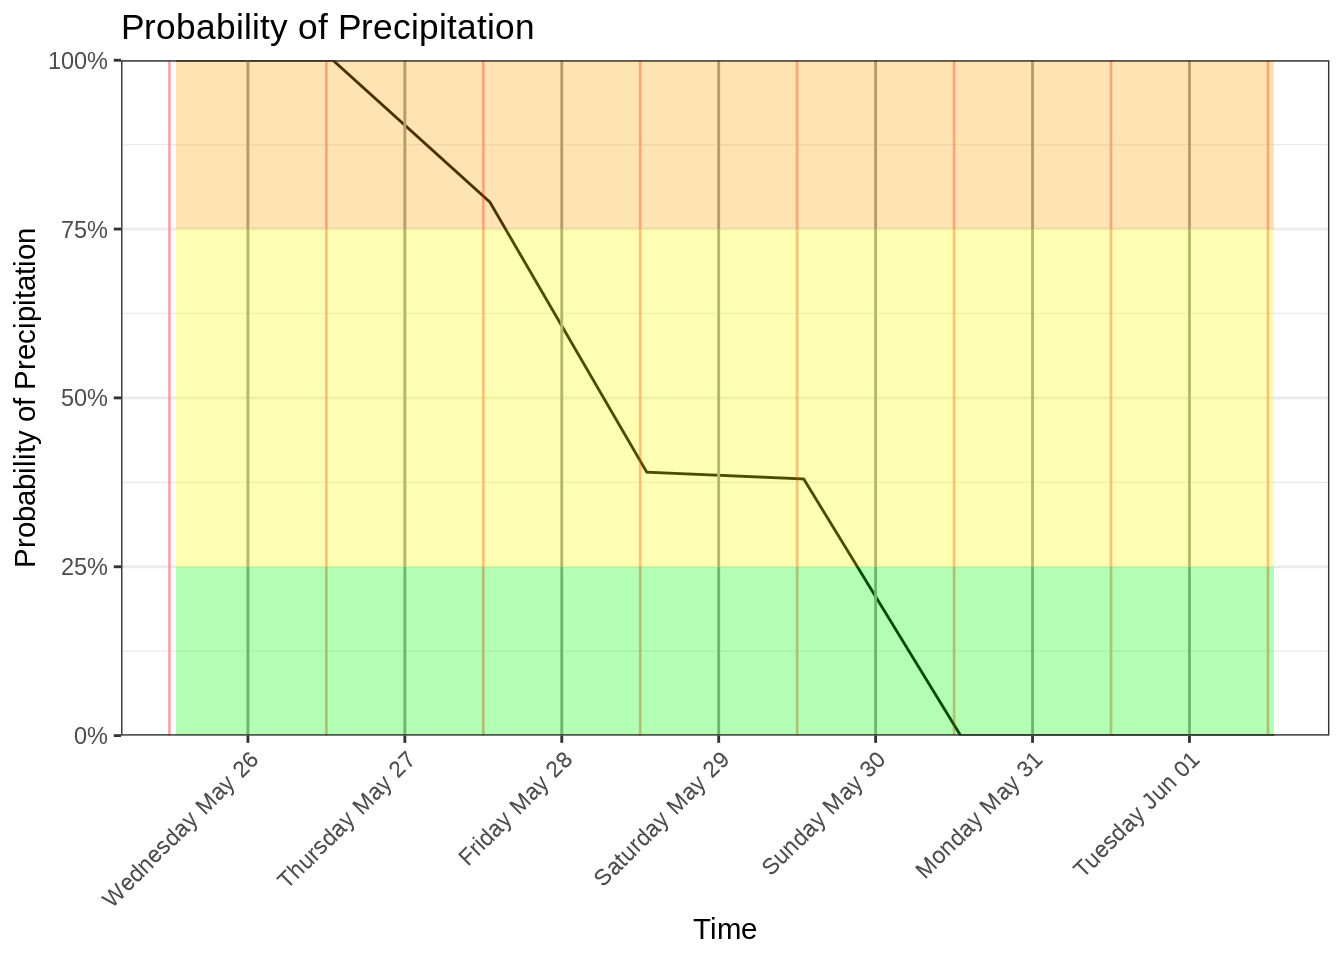 Probability of Precipitation
Probability of Precipitation
100%
75%
50%
25%
0%
Wednesday May 26
Thursday May 27
Friday May 28
Saturday May 29
Sunday May 30
Monday May 31
Tuesday Jun 01
Time